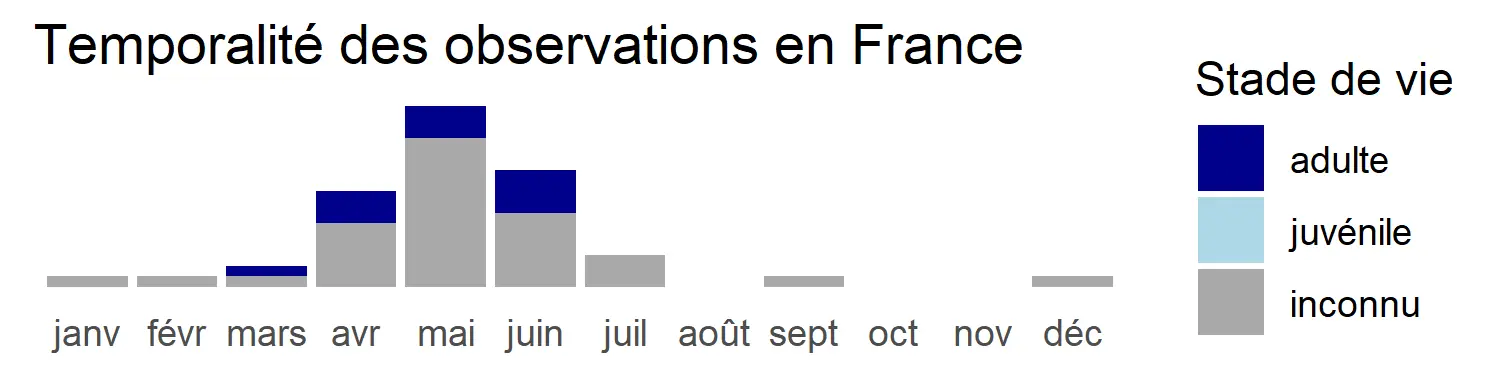 Temporalité des observations en France
Stade de vie
adulte
juvénile
inconnu
janv févr mars avr mai juin juil août sept oct nov déc